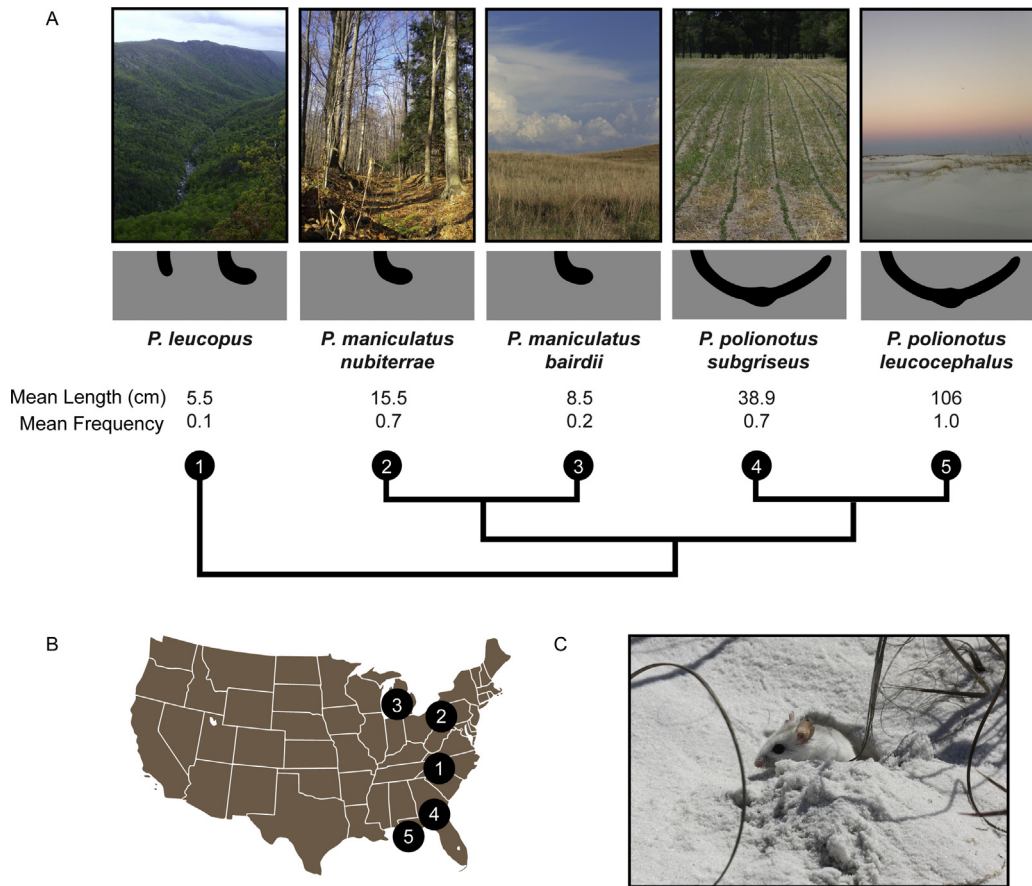 A
P. leucopus
P. maniculatus
nubiterrae
P. maniculatus
bairdii
P. polionotus
subgriseus
P. polionotus
leucocephalus
Mean Length (cm) 5.5 15.5 8.5 38.9 106
Mean Frequency 0.1 0.7 0.2 0.7 1.0
1 2 3 4 5
B
3
2
1
4
5
C